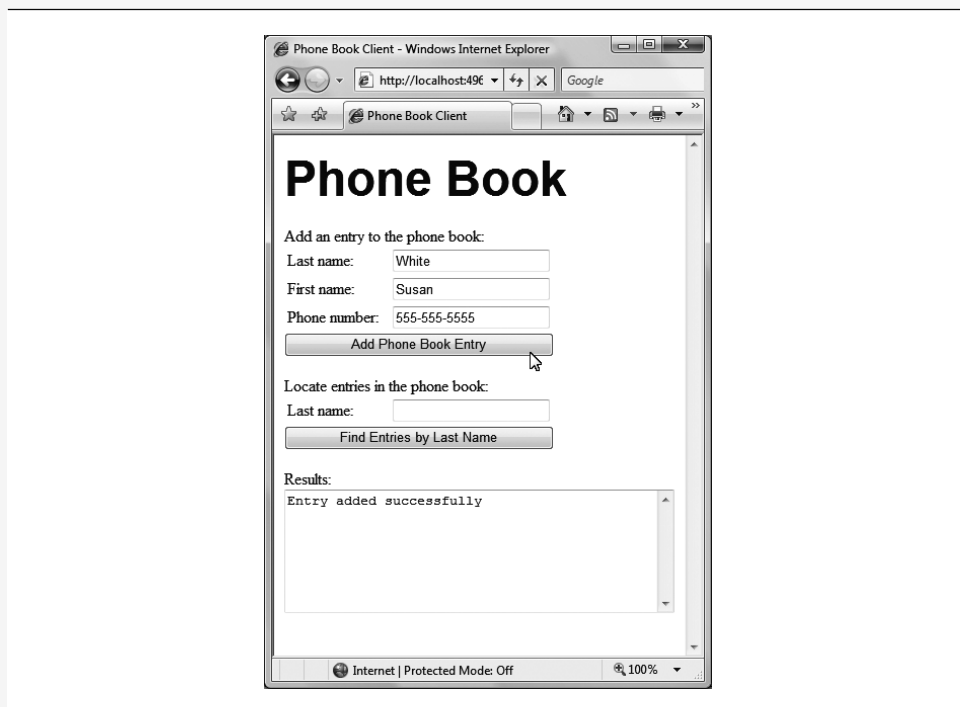 Phone Book Client - Windows Internet Explorer
http://localhost:496
Google
Phone Book Client
Phone Book
Add an entry to the phone book:
Last name: White
First name: Susan
Phone number: 555-555-5555
Add Phone Book Entry
Locate entries in the phone book:
Last name:
Find Entries by Last Name
Results:
Entry added successfully
Internet | Protected Mode: Off
100%